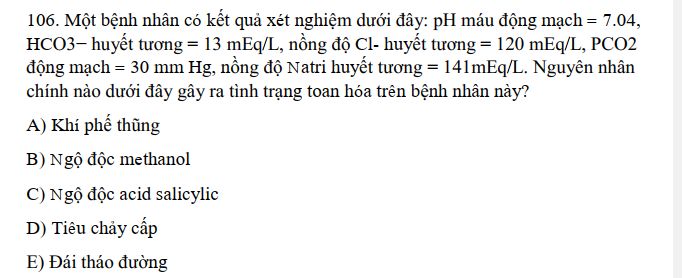 106. Một bệnh nhân có kết quả xét nghiệm dưới đây: pH máu động mạch = 7.04,
HCO3− huyết tương = 13 mEq/L, nồng độ Cl- huyết tương = 120 mEq/L, PCO2
động mạch = 30 mm Hg, nồng độ Natri huyết tương = 141mEq/L. Nguyên nhân
chính nào dưới đây gây ra tình trạng toan hóa trên bệnh nhân này?
A) Khí phế thũng
B) Ngộ độc methanol
C) Ngộ độc acid salicylic
D) Tiêu chảy cấp
E) Đái tháo đường